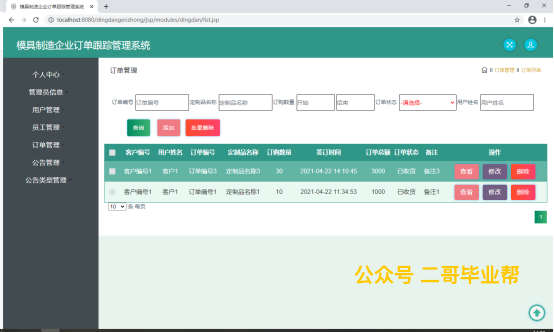 模具制造企业订单跟踪管理系统
localhost:8080/dingdangenzhong/jsp/modules/dingdan/list.jsp
模具制造企业订单跟踪管理系统
个人中心
管理员信息
用户管理
员工管理
订单管理
公告管理
公告类型管理
订单管理
订单管理 订单列表
订单编号 订单编号 定制品名称 定制品名称 订购数量 开始 结束 订单状态 -请选择- 用户姓名 用户姓名
查询 添加 批量删除
客户编号 用户姓名 订单编号 定制品名称 订购数量 签订时间 订单总额 订单状态 备注 操作
客户编号1 客户1 订单编号3 定制品名称3 30 2021-04-22 14:10:45 3000 已收货 备注3 查看 修改 删除
客户编号1 客户1 订单编号1 定制品名称1 10 2021-04-22 11:34:53 1000 已收货 备注1 查看 修改 删除
10 条 每页
1
公众号 二哥毕业帮